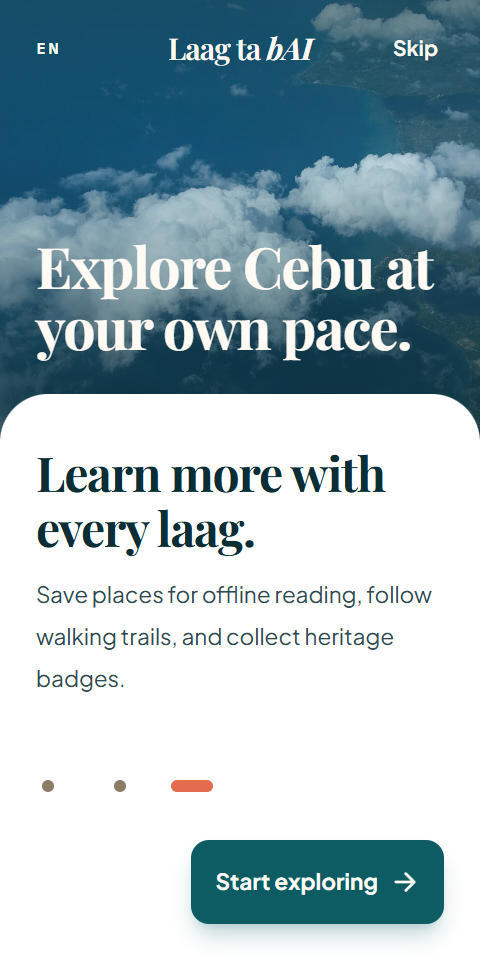 EN
Laag ta bAI
Skip
Explore Cebu at
your own pace.
Learn more with
every laag.
Save places for offline reading, follow
walking trails, and collect heritage
badges.
Start exploring →